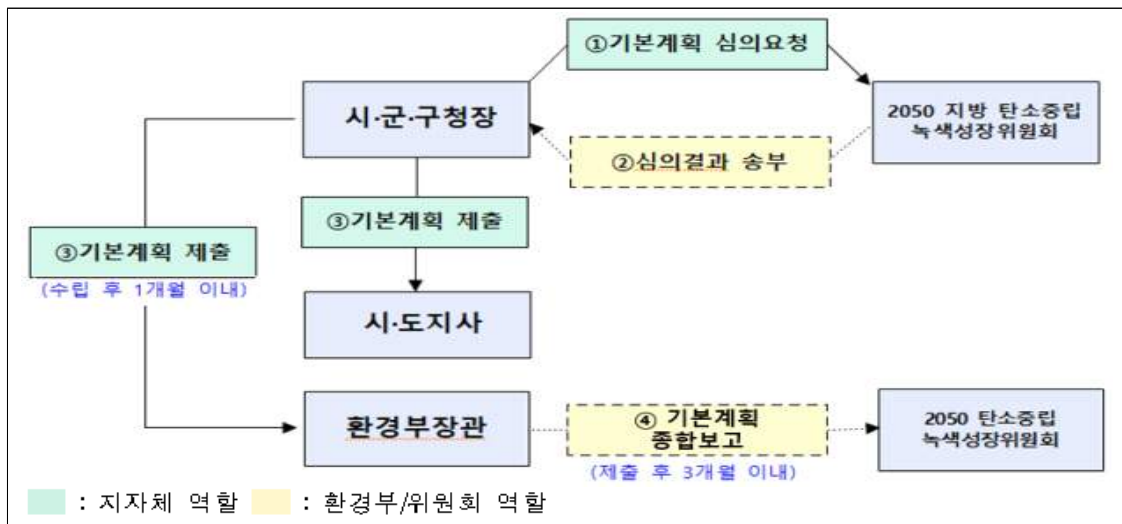 ①기본계획 심의요청
시·군·구청장
2050 지방 탄소중립
녹색성장위원회
②심의결과 송부
③기본계획 제출
③기본계획 제출
(수립 후 1개월 이내)
시·도지사
환경부장관
④ 기본계획
종합보고
(제출 후 3개월 이내)
2050 탄소중립
녹색성장위원회
: 지자체 역할 : 환경부/위원회 역할